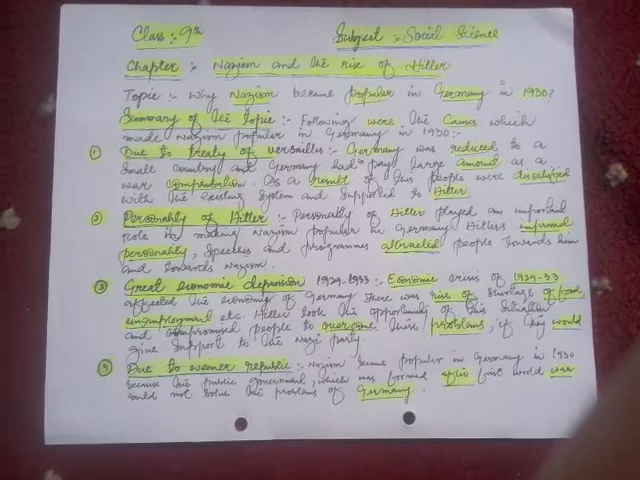 Class :- 9th Subject :- Social Science
Chapter :- Nazism and the rise of Hitler
Topic :- Why Nazism became Popular in Germany in 1930?
Summary of the topic :- Following were the Causes which
made Nazism popular in Germany in 1930:-
① Due to treaty of versailles :- Germany was reduced to a
small country and Germany had to pay large amount as a
war . As a result of this people were dissatisfied
with the existing system and supported to Hitler
② Personality of Hitler :- Personality of Hitler played an important
role in making Nazism popular in Germany Hitlers
personality, speeches and programmes attracted people towards him
and towards Nazism.
③ Great economic depression 1929-1933 :- Economic crisis of 1929-33
affected the economy of Germany there was rise of shortage of food,
unemployment etc. Hitler took the opportunity of this situation
and people to overcome these problems, if they would
give support to the Nazi party.
④ Due to republic :- Nazism became popular in Germany in 1930
because the public government, which was formed after first world war
could not solve the problems of Germany.